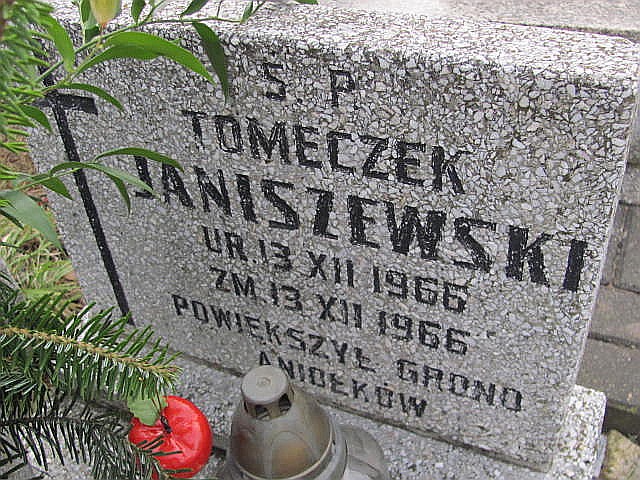 S. P
TOMECZEK
JANISZEWSKI
UR. 13 XII 1966
ZM. 13. XII 1966
POWIĘKSZYŁ GRONO
ANIOŁKÓW